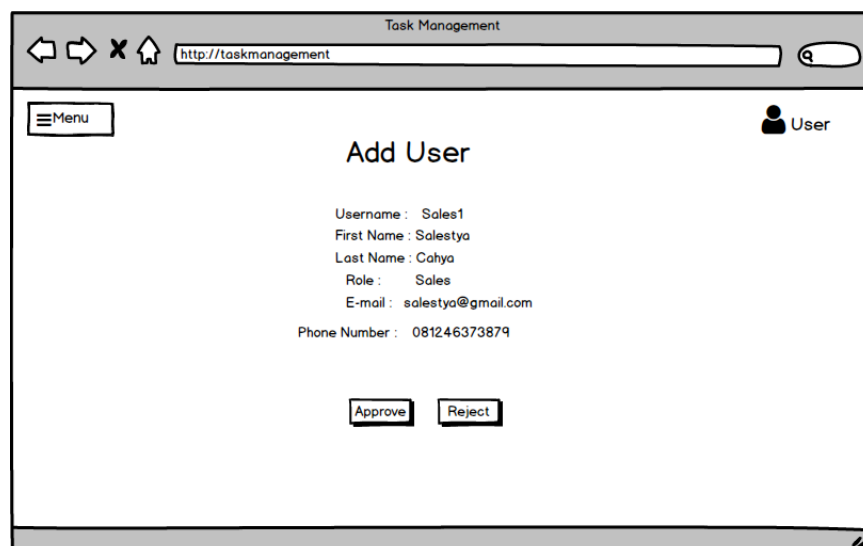 Task Management
http://taskmanagement
Menu
User
Add User
Username : Sales1
First Name : Salestya
Last Name : Cahya
Role : Sales
E-mail : salestya@gmail.com
Phone Number : 081246373879
Approve Reject